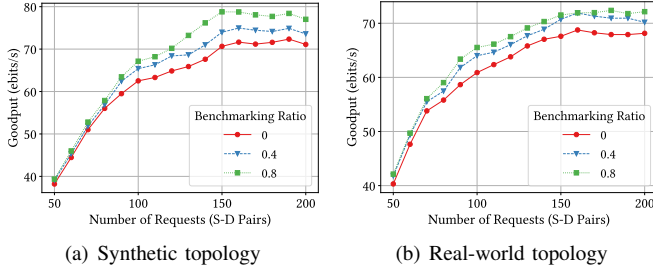 80
70
60
50
40
Goodput (ebits/s)
Benchmarking Ratio
0
0.4
0.8
50
100
150
200
Number of Requests (S-D Pairs)
(a) Synthetic topology
70
60
50
40
Goodput (ebits/s)
Benchmarking Ratio
0
0.4
0.8
50
100
150
200
Number of Requests (S-D Pairs)
(b) Real-world topology